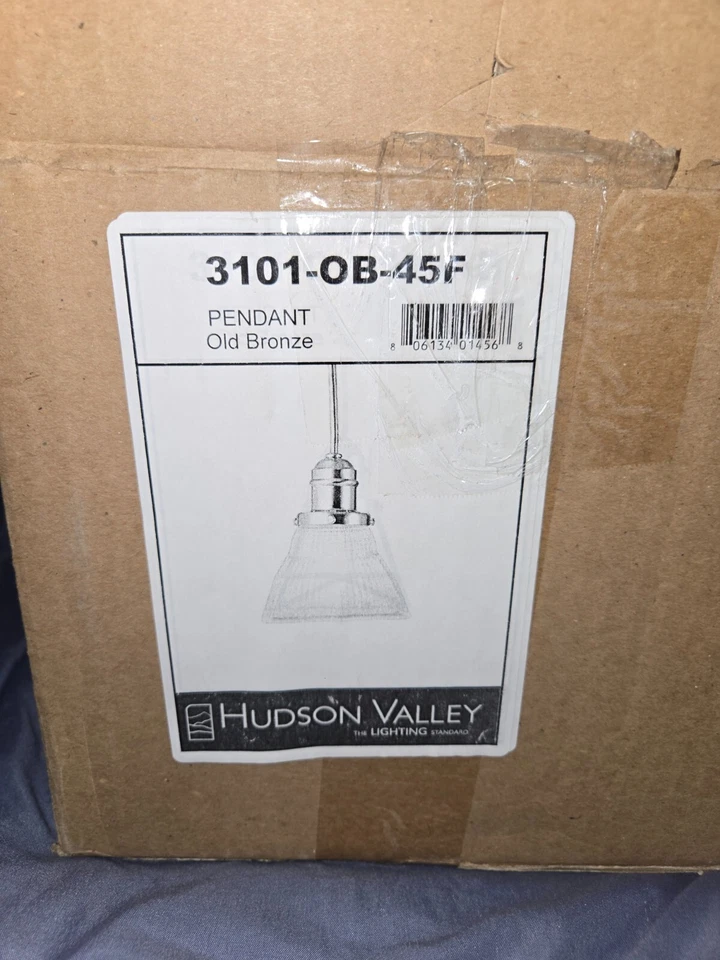 3101-OB-45F
PENDANT
Old Bronze
8 06134 01456 8
HUDSON VALLEY
THE LIGHTING STANDARD